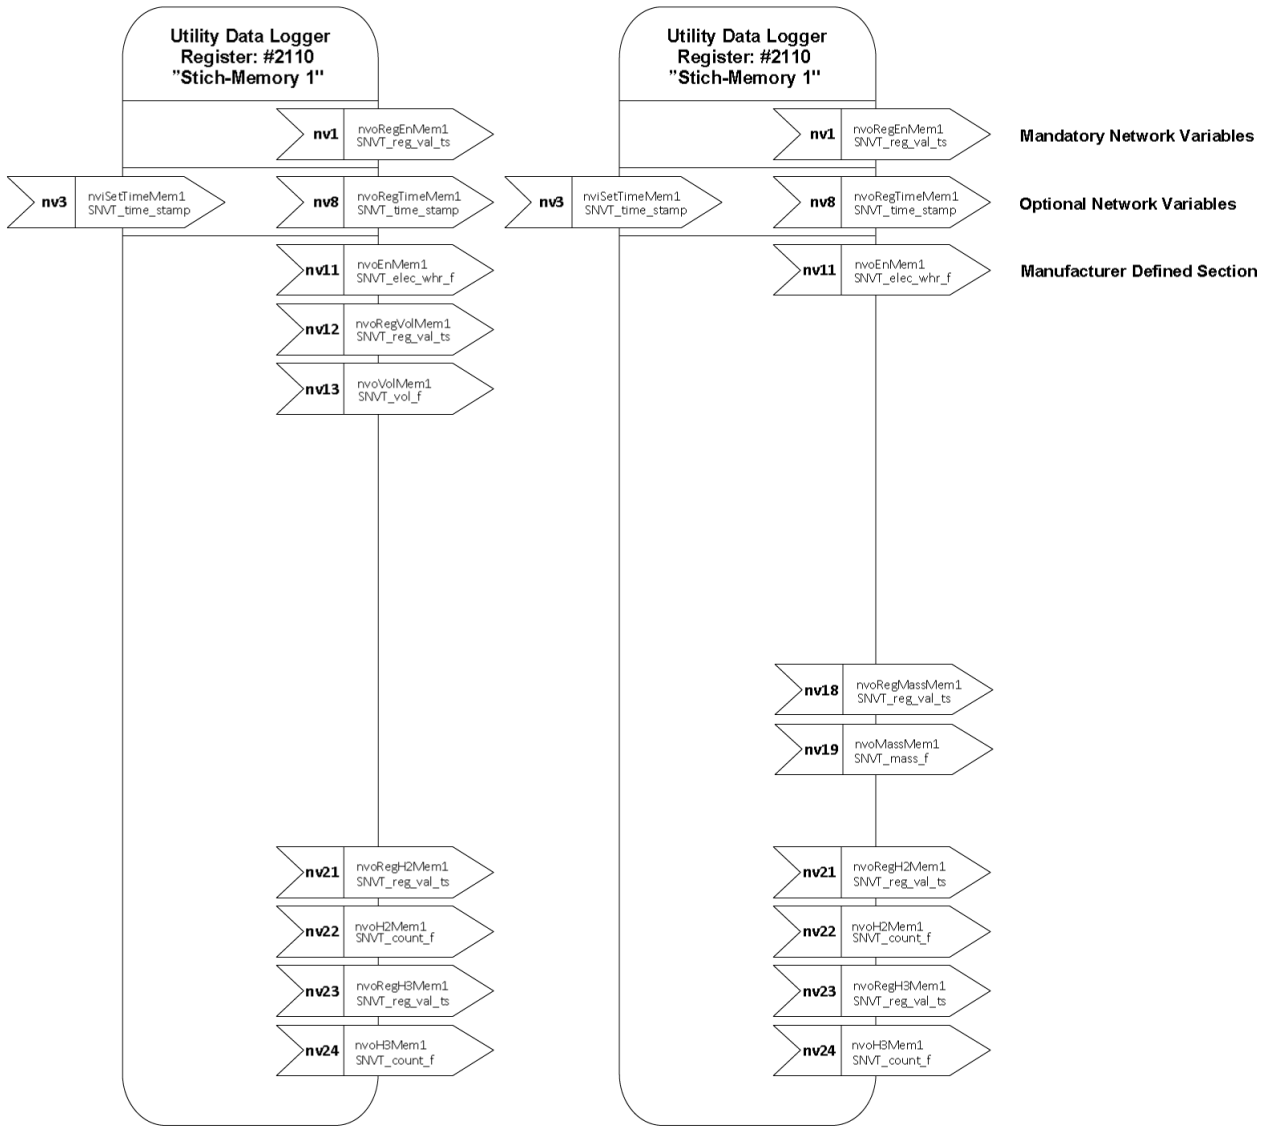 Utility Data Logger
Register: #2110
"Stich-Memory 1"
nv1
nvoRegEnMem1
SNVT_reg_val_ts
nv3
nviSetTimeMem1
SNVT_time_stamp
nv8
nvoRegTimeMem1
SNVT_time_stamp
nv11
nvoEnMem1
SNVT_elec_whr_f
nv12
nvoRegVolMem1
SNVT_reg_val_ts
nv13
nvoVolMem1
SNVT_vol_f
nv21
nvoRegH2Mem1
SNVT_reg_val_ts
nv22
nvoH2Mem1
SNVT_count_f
nv23
nvoRegH3Mem1
SNVT_reg_val_ts
nv24
nvoH3Mem1
SNVT_count_f
Utility Data Logger
Register: #2110
"Stich-Memory 1"
nv1
nvoRegEnMem1
SNVT_reg_val_ts
nv3
nviSetTimeMem1
SNVT_time_stamp
nv8
nvoRegTimeMem1
SNVT_time_stamp
nv11
nvoEnMem1
SNVT_elec_whr_f
nv18
nvoRegMassMem1
SNVT_reg_val_ts
nv19
nvoMassMem1
SNVT_mass_f
nv21
nvoRegH2Mem1
SNVT_reg_val_ts
nv22
nvoH2Mem1
SNVT_count_f
nv23
nvoRegH3Mem1
SNVT_reg_val_ts
nv24
nvoH3Mem1
SNVT_count_f
Mandatory Network Variables
Optional Network Variables
Manufacturer Defined Section